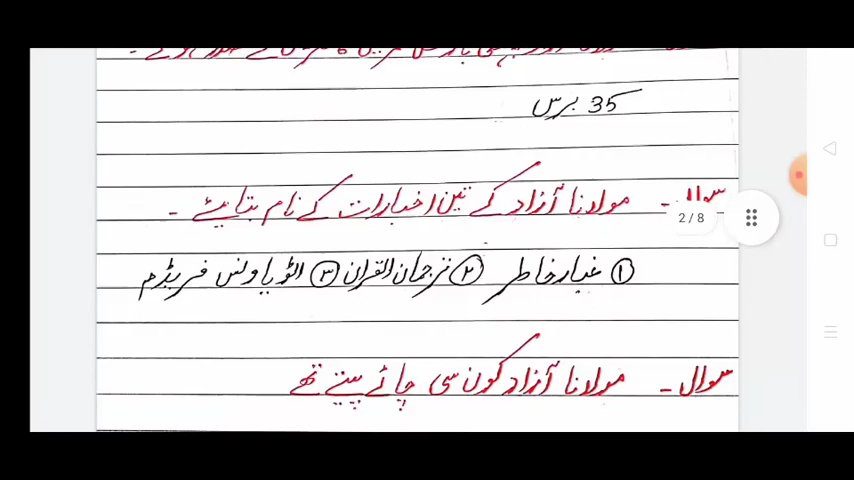 35 برس
سوال۔ مولانا آزاد کے تین اخبارات کے نام بتایئے۔
2/8
① غبار خاطر ② ترجمان القران ③ انڈیا ونس فریڈم
سوال۔ مولانا آزاد کون سی چائے پیتے تھے